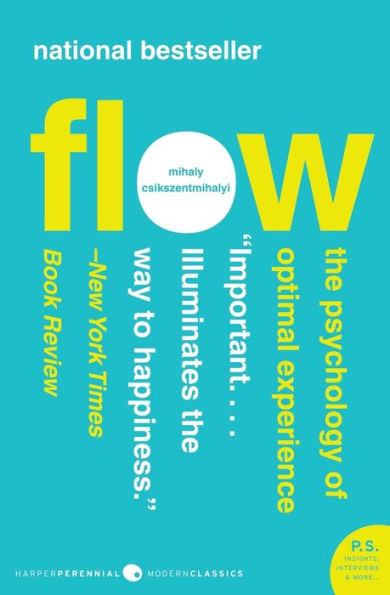 national bestseller
flow
mihaly
csikszentmihalyi
the psychology of
optimal experience
“Important. . . .
Illuminates the
way to happiness.”
–New York Times
Book Review
P.S.
INSIGHTS,
INTERVIEWS
& MORE...
HARPERPERENNIAL MODERNCLASSICS